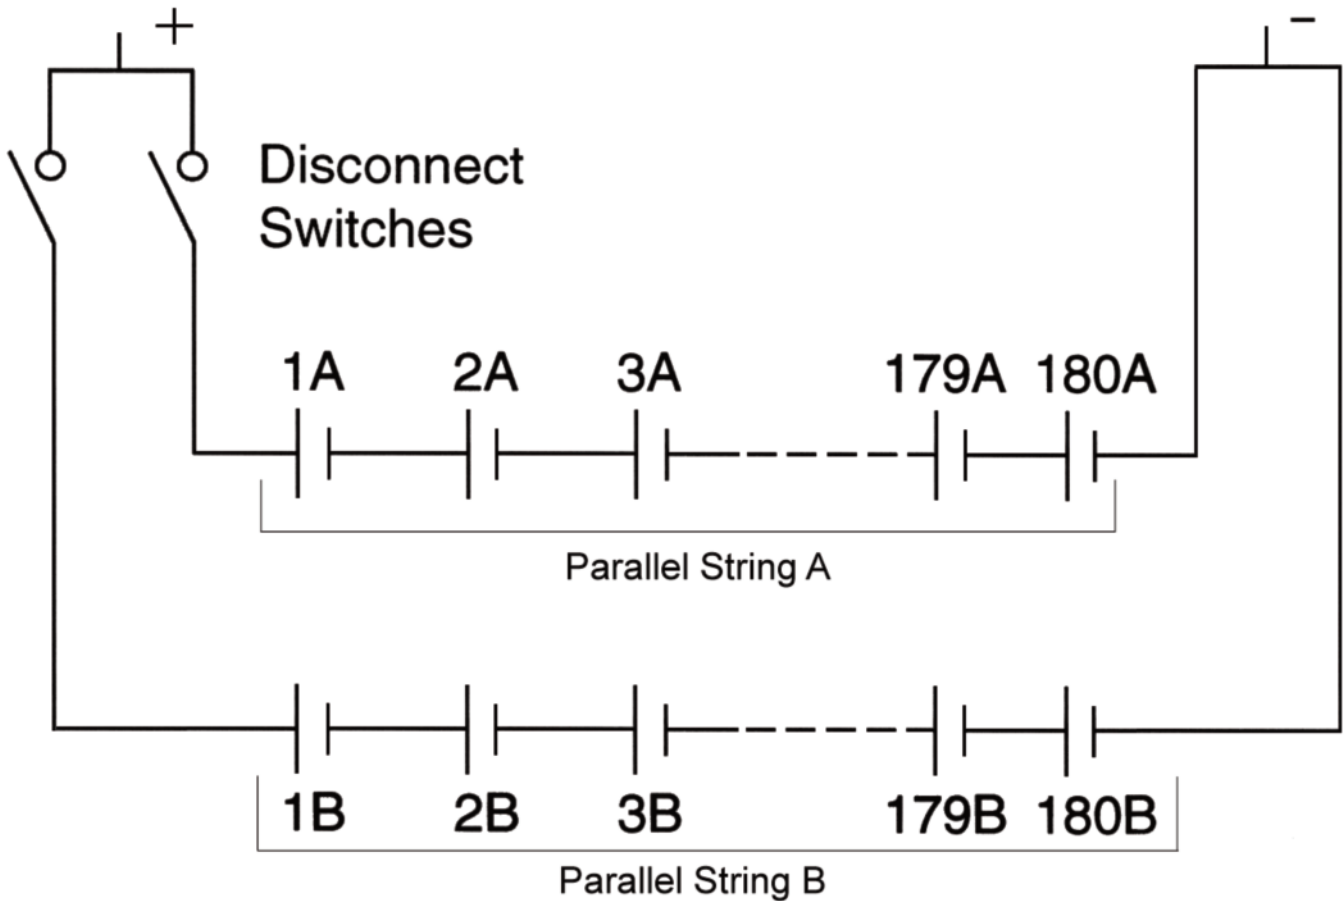 +
-
Disconnect
Switches
1A 2A 3A 179A 180A
Parallel String A
1B 2B 3B 179B 180B
Parallel String B